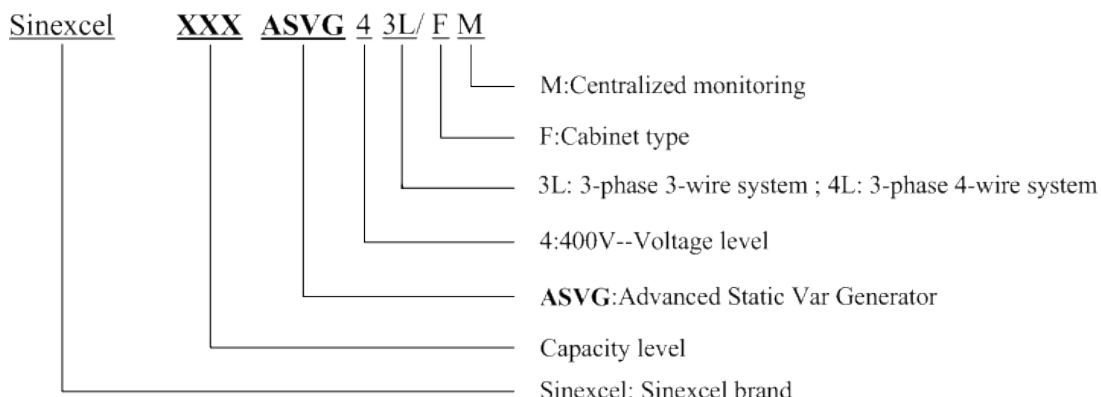 Sinexcel XXX ASVG 4 3L/ F M
M:Centralized monitoring
F:Cabinet type
3L: 3-phase 3-wire system ; 4L: 3-phase 4-wire system
4:400V--Voltage level
ASVG:Advanced Static Var Generator
Capacity level
Sinexcel: Sinexcel brand